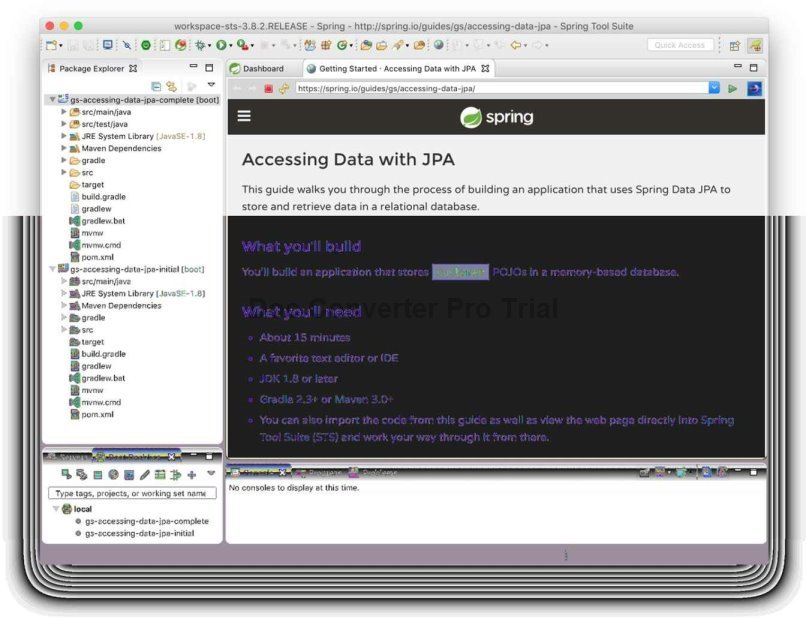 workspace-sts-3.8.2.RELEASE - Spring - http://spring.io/guides/gs/accessing-data-jpa - Spring Tool Suite
Quick Access
Package Explorer
gs-accessing-data-jpa-complete [boot]
src/main/java
src/test/java
JRE System Library [JavaSE-1.8]
Maven Dependencies
gradle
src
target
build.gradle
gradlew
gradlew.bat
mvnw
mvnw.cmd
pom.xml
gs-accessing-data-jpa-initial [boot]
src/main/java
JRE System Library [JavaSE-1.8]
Maven Dependencies
gradle
src
target
build.gradle
gradlew
gradlew.bat
mvnw
mvnw.cmd
pom.xml
Servers Boot Dashboard
Type tags, projects, or working set name
local
gs-accessing-data-jpa-complete
gs-accessing-data-jpa-initial
Dashboard
Getting Started · Accessing Data with JPA
https://spring.io/guides/gs/accessing-data-jpa/
spring
Accessing Data with JPA
This guide walks you through the process of building an application that uses Spring Data JPA to
store and retrieve data in a relational database.
What you'll build
You'll build an application that stores POJOs in a memory-based database.
Doc Converter Pro Trial
What you'll need
About 15 minutes
A favorite text editor or IDE
JDK 1.8 or later
Gradle 2.3+ or Maven 3.0+
You can also import the code from this guide as well as view the web page directly into Spring
Tool Suite (STS) and work your way through it from there.
Console Progress Problems
No consoles to display at this time.